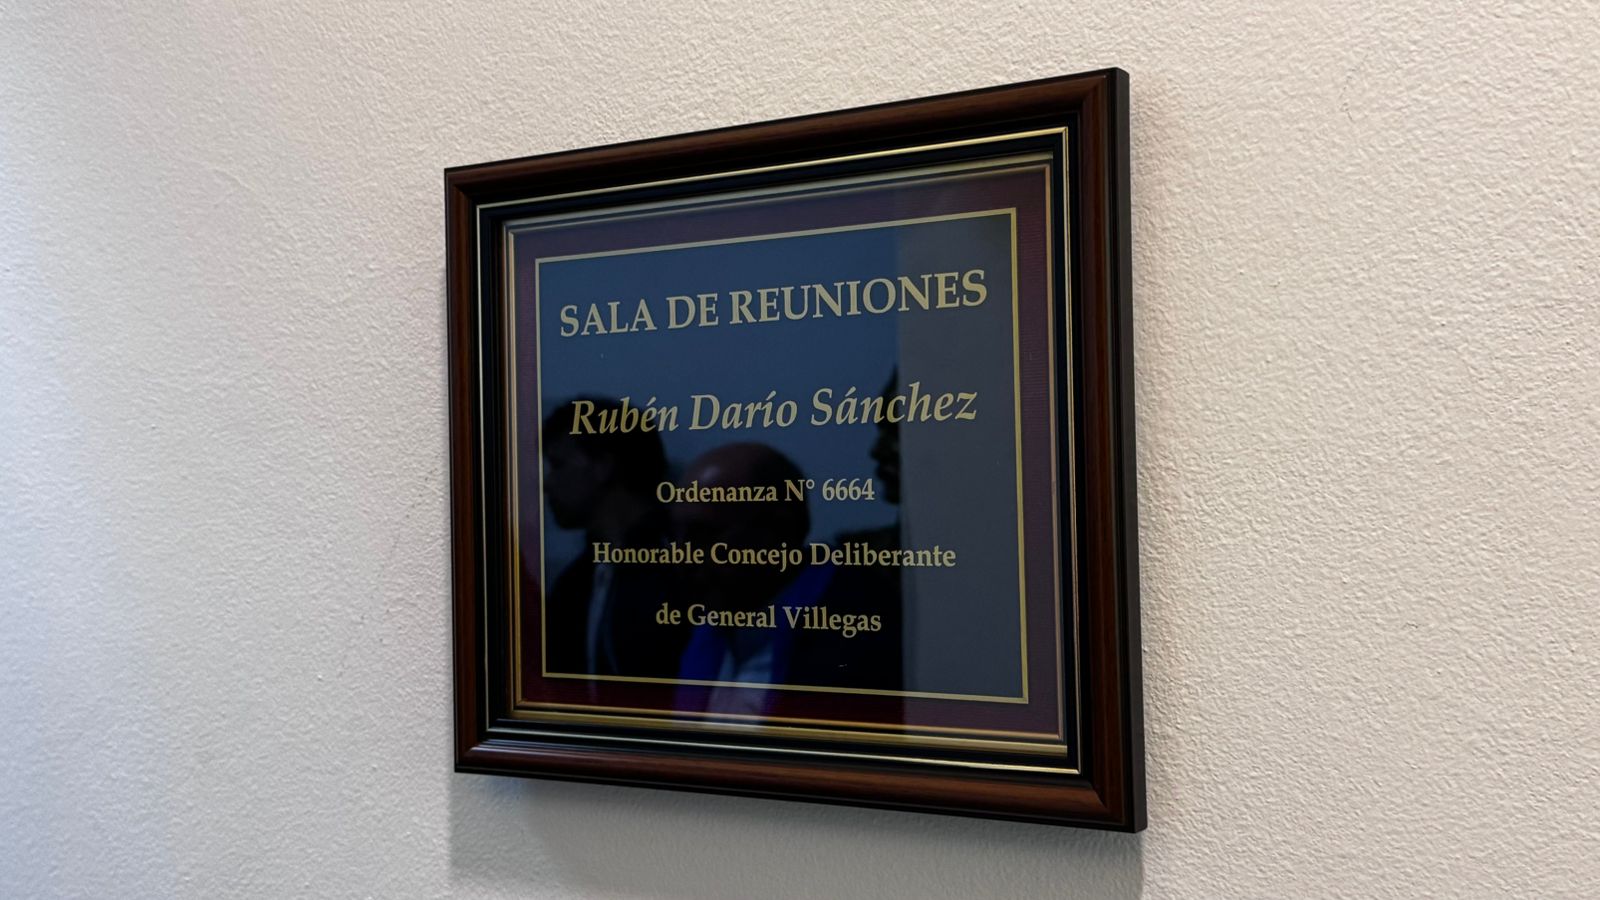 SALA DE REUNIONES
Rubén Darío Sánchez
Ordenanza N° 6664
Honorable Concejo Deliberante
de General Villegas